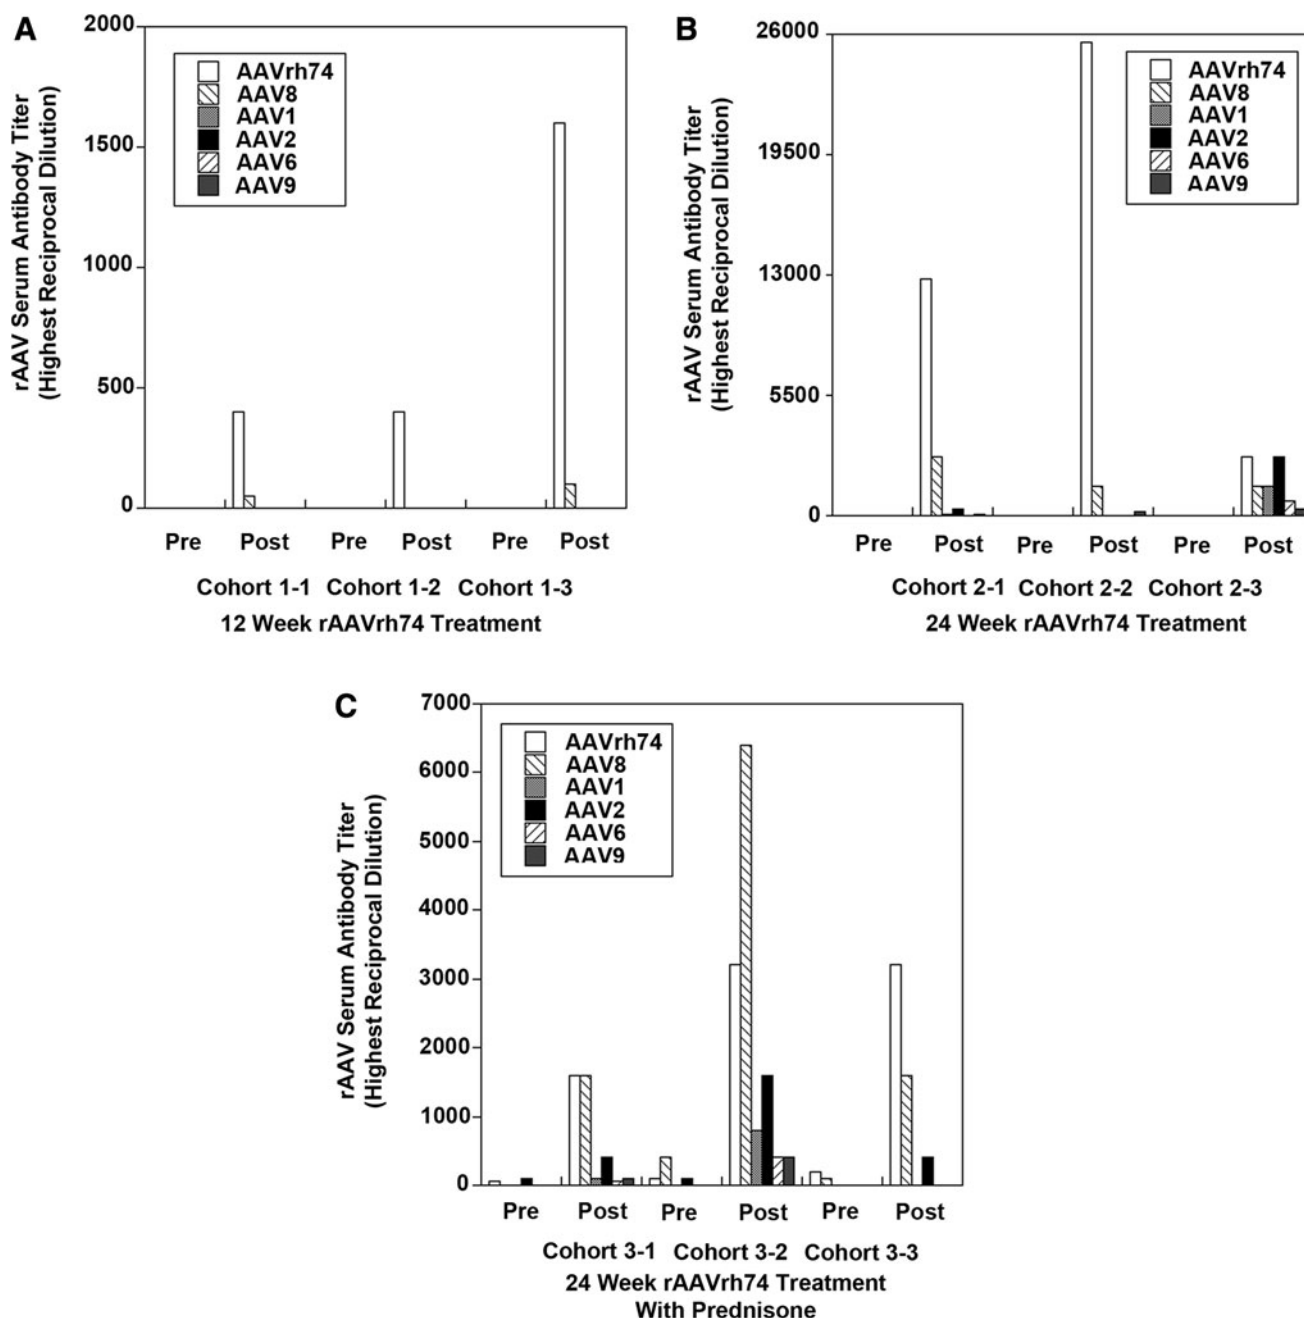 A
rAAV Serum Antibody Titer
(Highest Reciprocal Dilution)
2000
1500
1000
500
0
AAVrh74
AAV8
AAV1
AAV2
AAV6
AAV9
Pre Post Pre Post Pre Post
Cohort 1-1 Cohort 1-2 Cohort 1-3
12 Week rAAVrh74 Treatment
B
rAAV Serum Antibody Titer
(Highest Reciprocal Dilution)
26000
19500
13000
5500
0
AAVrh74
AAV8
AAV1
AAV2
AAV6
AAV9
Pre Post Pre Post Pre Post
Cohort 2-1 Cohort 2-2 Cohort 2-3
24 Week rAAVrh74 Treatment
C
rAAV Serum Antibody Titer
(Highest Reciprocal Dilution)
7000
6000
5000
4000
3000
2000
1000
0
AAVrh74
AAV8
AAV1
AAV2
AAV6
AAV9
Pre Post Pre Post Pre Post
Cohort 3-1 Cohort 3-2 Cohort 3-3
24 Week rAAVrh74 Treatment
With Prednisone